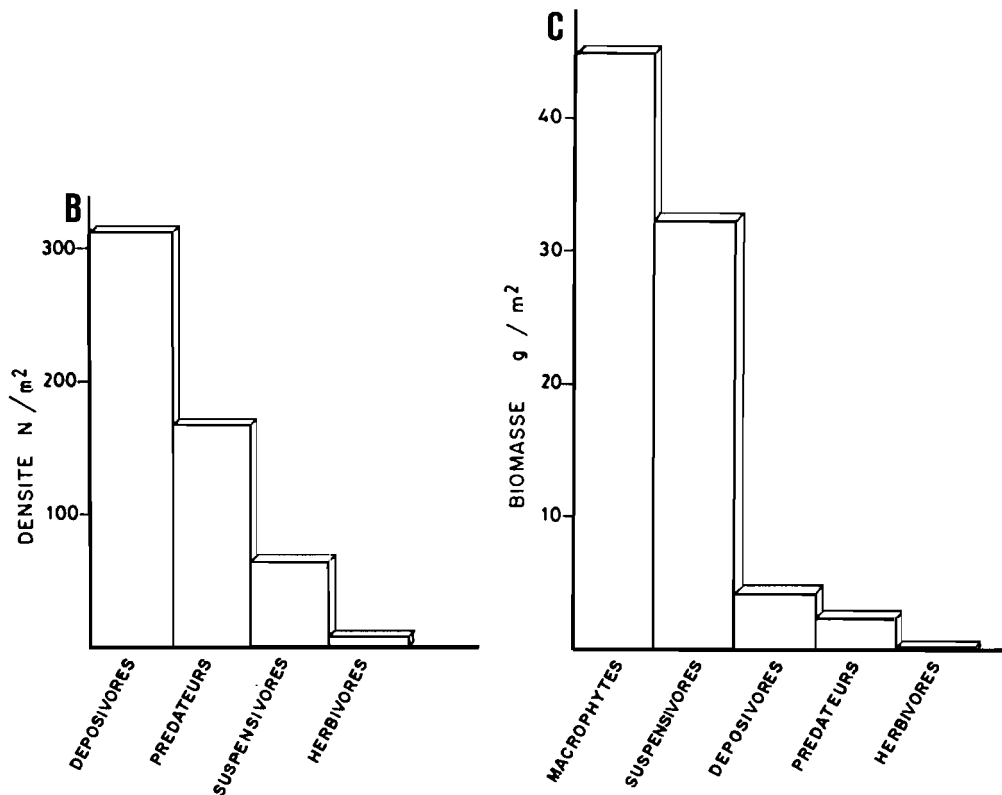 B
DENSITE N/m²
300
200
100
DEPOSIVORES
PREDATEURS
SUSPENSIVORES
HERBIVORES
C
BIOMASSE g/m²
40
30
20
10
MACROPHYTES
SUSPENSIVORES
DEPOSIVORES
PREDATEURS
HERBIVORES